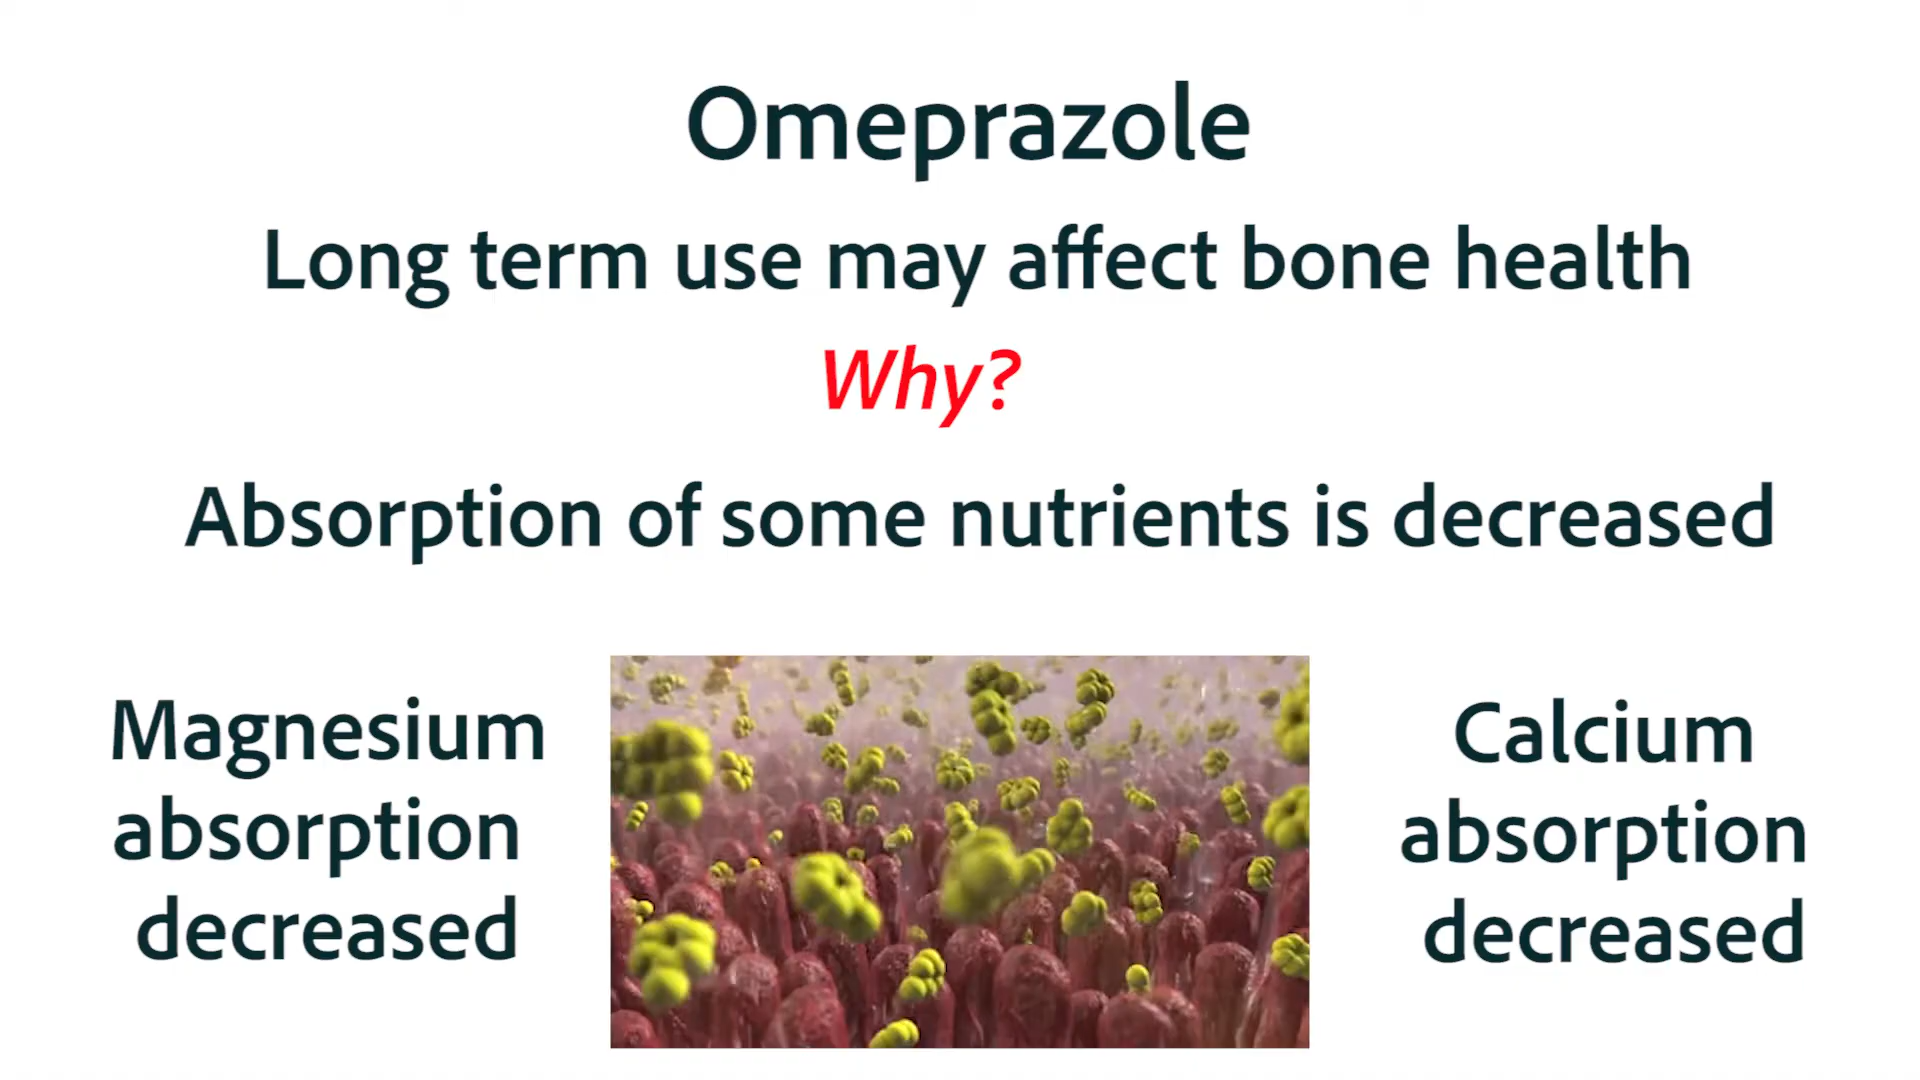 Omeprazole
Long term use may affect bone health
Why?
Absorption of some nutrients is decreased
Magnesium
absorption
decreased
Calcium
absorption
decreased